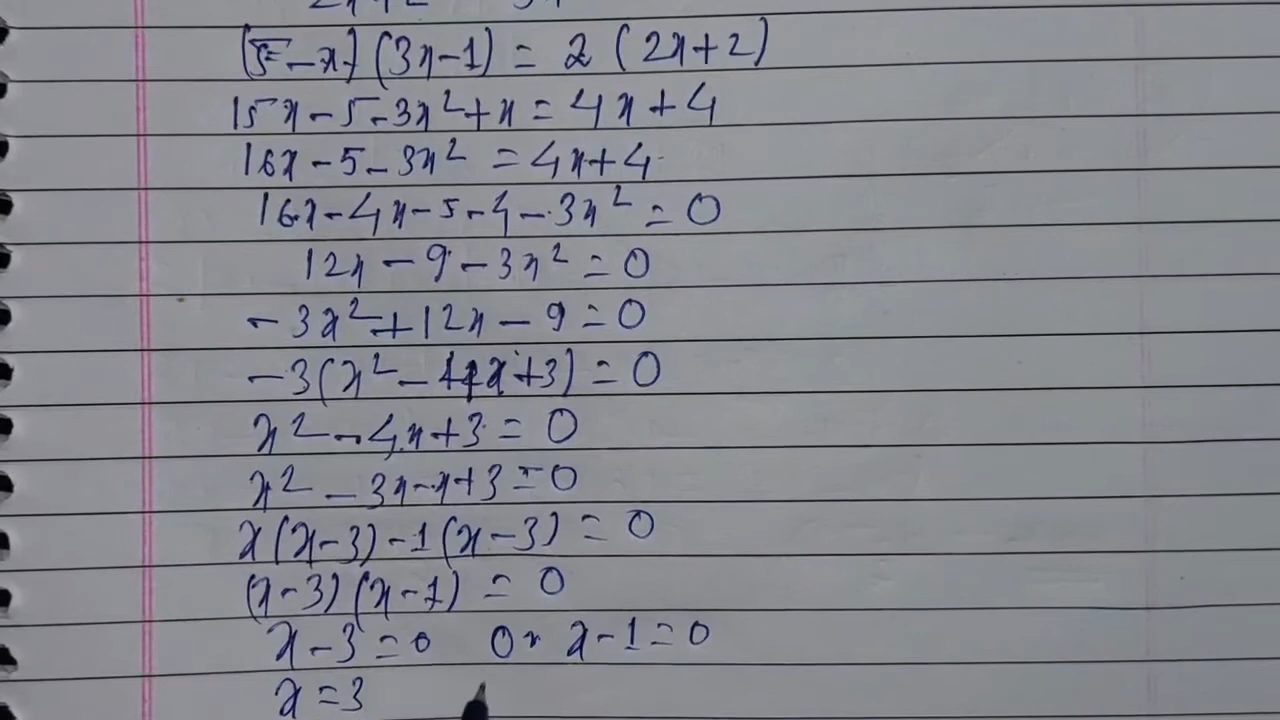 (5-x)(3x-1) = 2(2x+2)
15x-5-3x²+x = 4x+4
16x-5-3x² = 4x+4
16x-4x-5-4-3x² = 0
12x-9-3x² = 0
-3x²+12x-9 = 0
-3(x²-4x+3) = 0
x²-4x+3 = 0
x²-3x-x+3 = 0
x(x-3)-1(x-3) = 0
(x-3)(x-1) = 0
x-3 = 0 Or x-1 = 0
x = 3